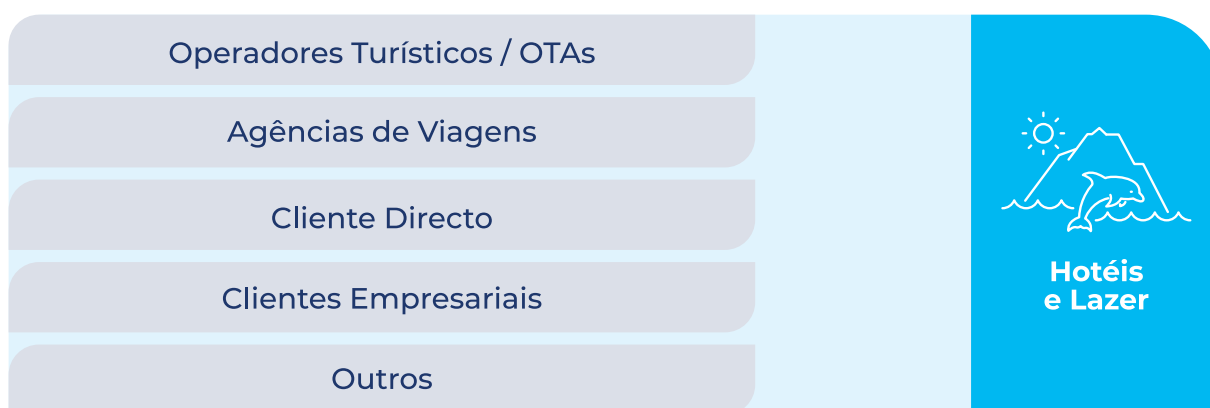 Operadores Turísticos / OTAs
Agências de Viagens
Cliente Directo
Clientes Empresariais
Outros
Hotéis
e Lazer